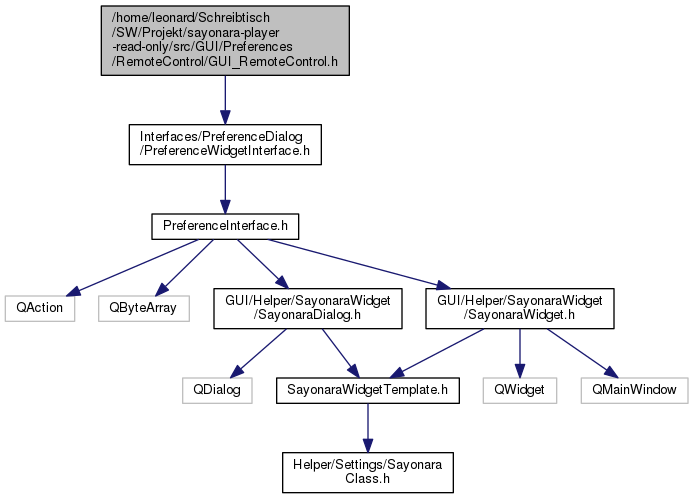 /home/leonard/Schreibtisch
/SW/Projekt/sayonara-player
-read-only/src/GUI/Preferences
/RemoteControl/GUI_RemoteControl.h
Interfaces/PreferenceDialog
/PreferenceWidgetInterface.h
PreferenceInterface.h
QAction
QByteArray
GUI/Helper/SayonaraWidget
/SayonaraDialog.h
GUI/Helper/SayonaraWidget
/SayonaraWidget.h
QDialog
SayonaraWidgetTemplate.h
QWidget
QMainWindow
Helper/Settings/Sayonara
Class.h